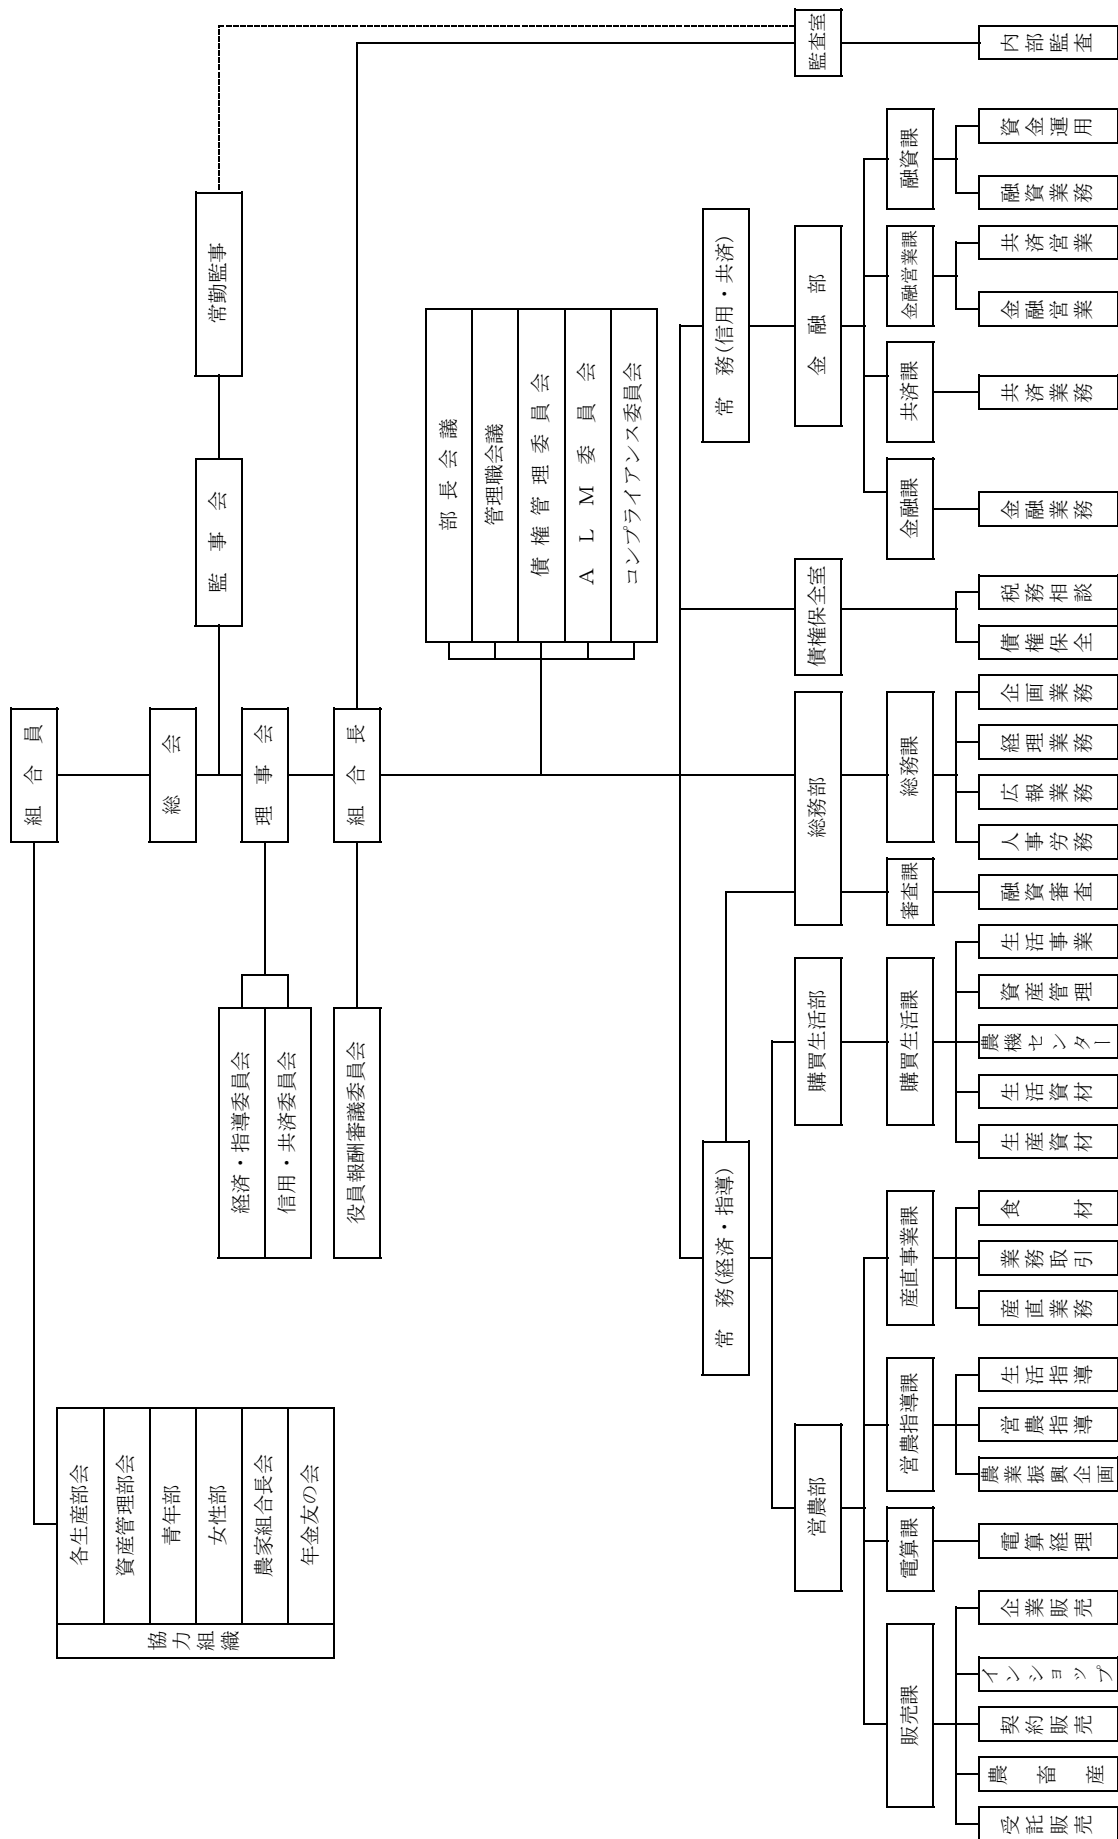 組合員
協力組織
各生産部会
資産管理部会
青年部
女性部
農家組合長会
年金友の会
総会
監事会
常勤監事
理事会
経済・指導委員会
信用・共済委員会
組合長
役員報酬審議委員会
部長会議
管理職会議
債権管理委員会
ALM委員会
コンプライアンス委員会
常務(経済・指導)
常務(信用・共済)
営農部
購買生活部
総務部
債権保全室
金融部
監査室
販売課
電算課
営農指導課
産直事業課
購買生活課
審査課
総務課
金融課
共済課
金融営業課
融資課
受託販売
農畜産
契約販売
インショップ
企業販売
電算経理
農業振興企画
営農指導
生活指導
産直業務
業務取引
食材
生産資材
生活資材
農機センター
資産管理
生活事業
融資審査
人事労務
広報業務
経理業務
企画業務
債権保全
税務相談
金融業務
共済業務
金融営業
共済営業
融資業務
資金運用
内部監査